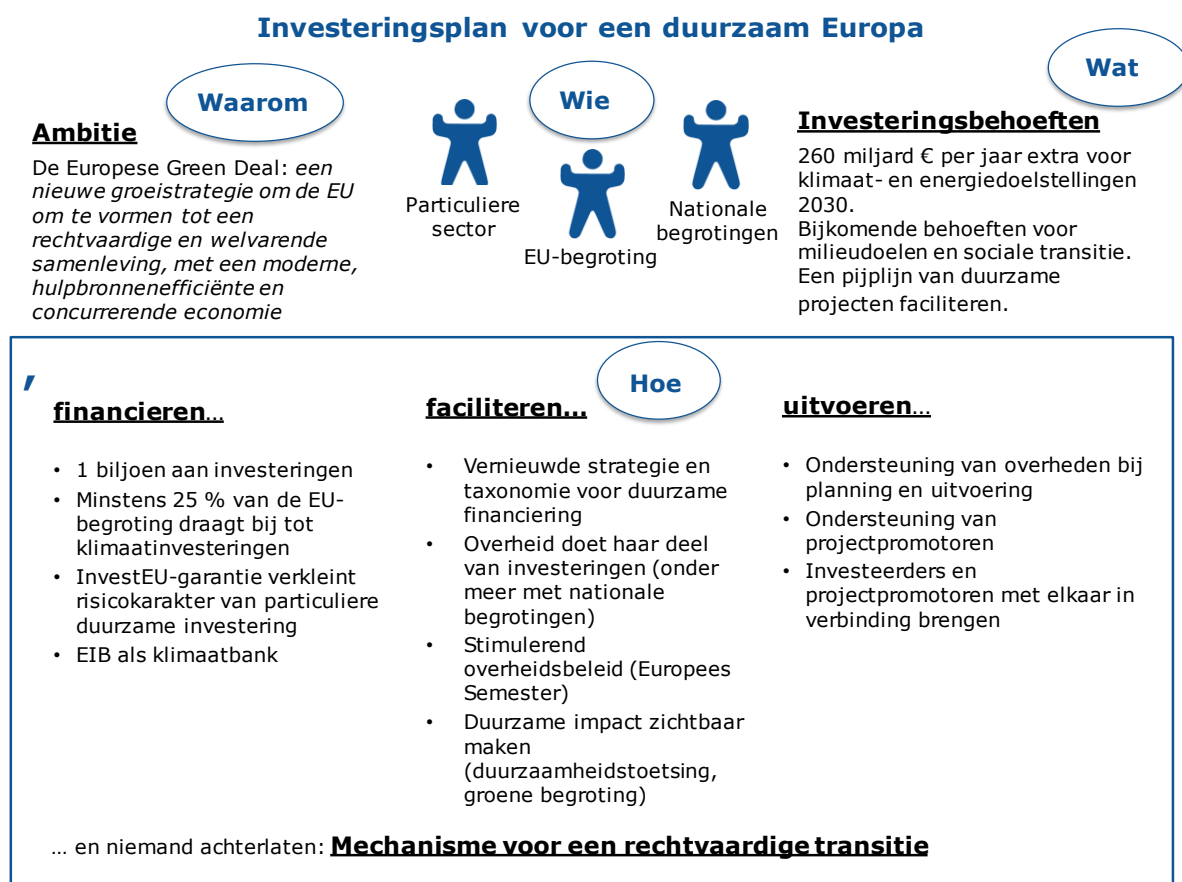 Investeringsplan voor een duurzaam Europa
Waarom
Ambitie
De Europese Green Deal: een
nieuwe groeistrategie om de EU
om te vormen tot een
rechtvaardige en welvarende
samenleving, met een moderne,
hulpbronnenefficiënte en
concurrerende economie
Wie
Particuliere
sector
EU-begroting
Nationale
begrotingen
Wat
Investeringsbehoeften
260 miljard € per jaar extra voor
klimaat- en energiedoelstellingen
2030.
Bijkomende behoeften voor
milieudoelen en sociale transitie.
Een pijplijn van duurzame
projecten faciliteren.
Hoe
,
financieren…
• 1 biljoen aan investeringen
• Minstens 25 % van de EU-
begroting draagt bij tot
klimaatinvesteringen
• InvestEU-garantie verkleint
risicokarakter van particuliere
duurzame investering
• EIB als klimaatbank
faciliteren…
• Vernieuwde strategie en
taxonomie voor duurzame
financiering
• Overheid doet haar deel
van investeringen (onder
meer met nationale
begrotingen)
• Stimulerend
overheidsbeleid (Europees
Semester)
• Duurzame impact zichtbaar
maken
(duurzaamheidstoetsing,
groene begroting)
uitvoeren…
• Ondersteuning van overheden bij
planning en uitvoering
• Ondersteuning van
projectpromotoren
• Investeerders en
projectpromotoren met elkaar in
verbinding brengen
… en niemand achterlaten: Mechanisme voor een rechtvaardige transitie